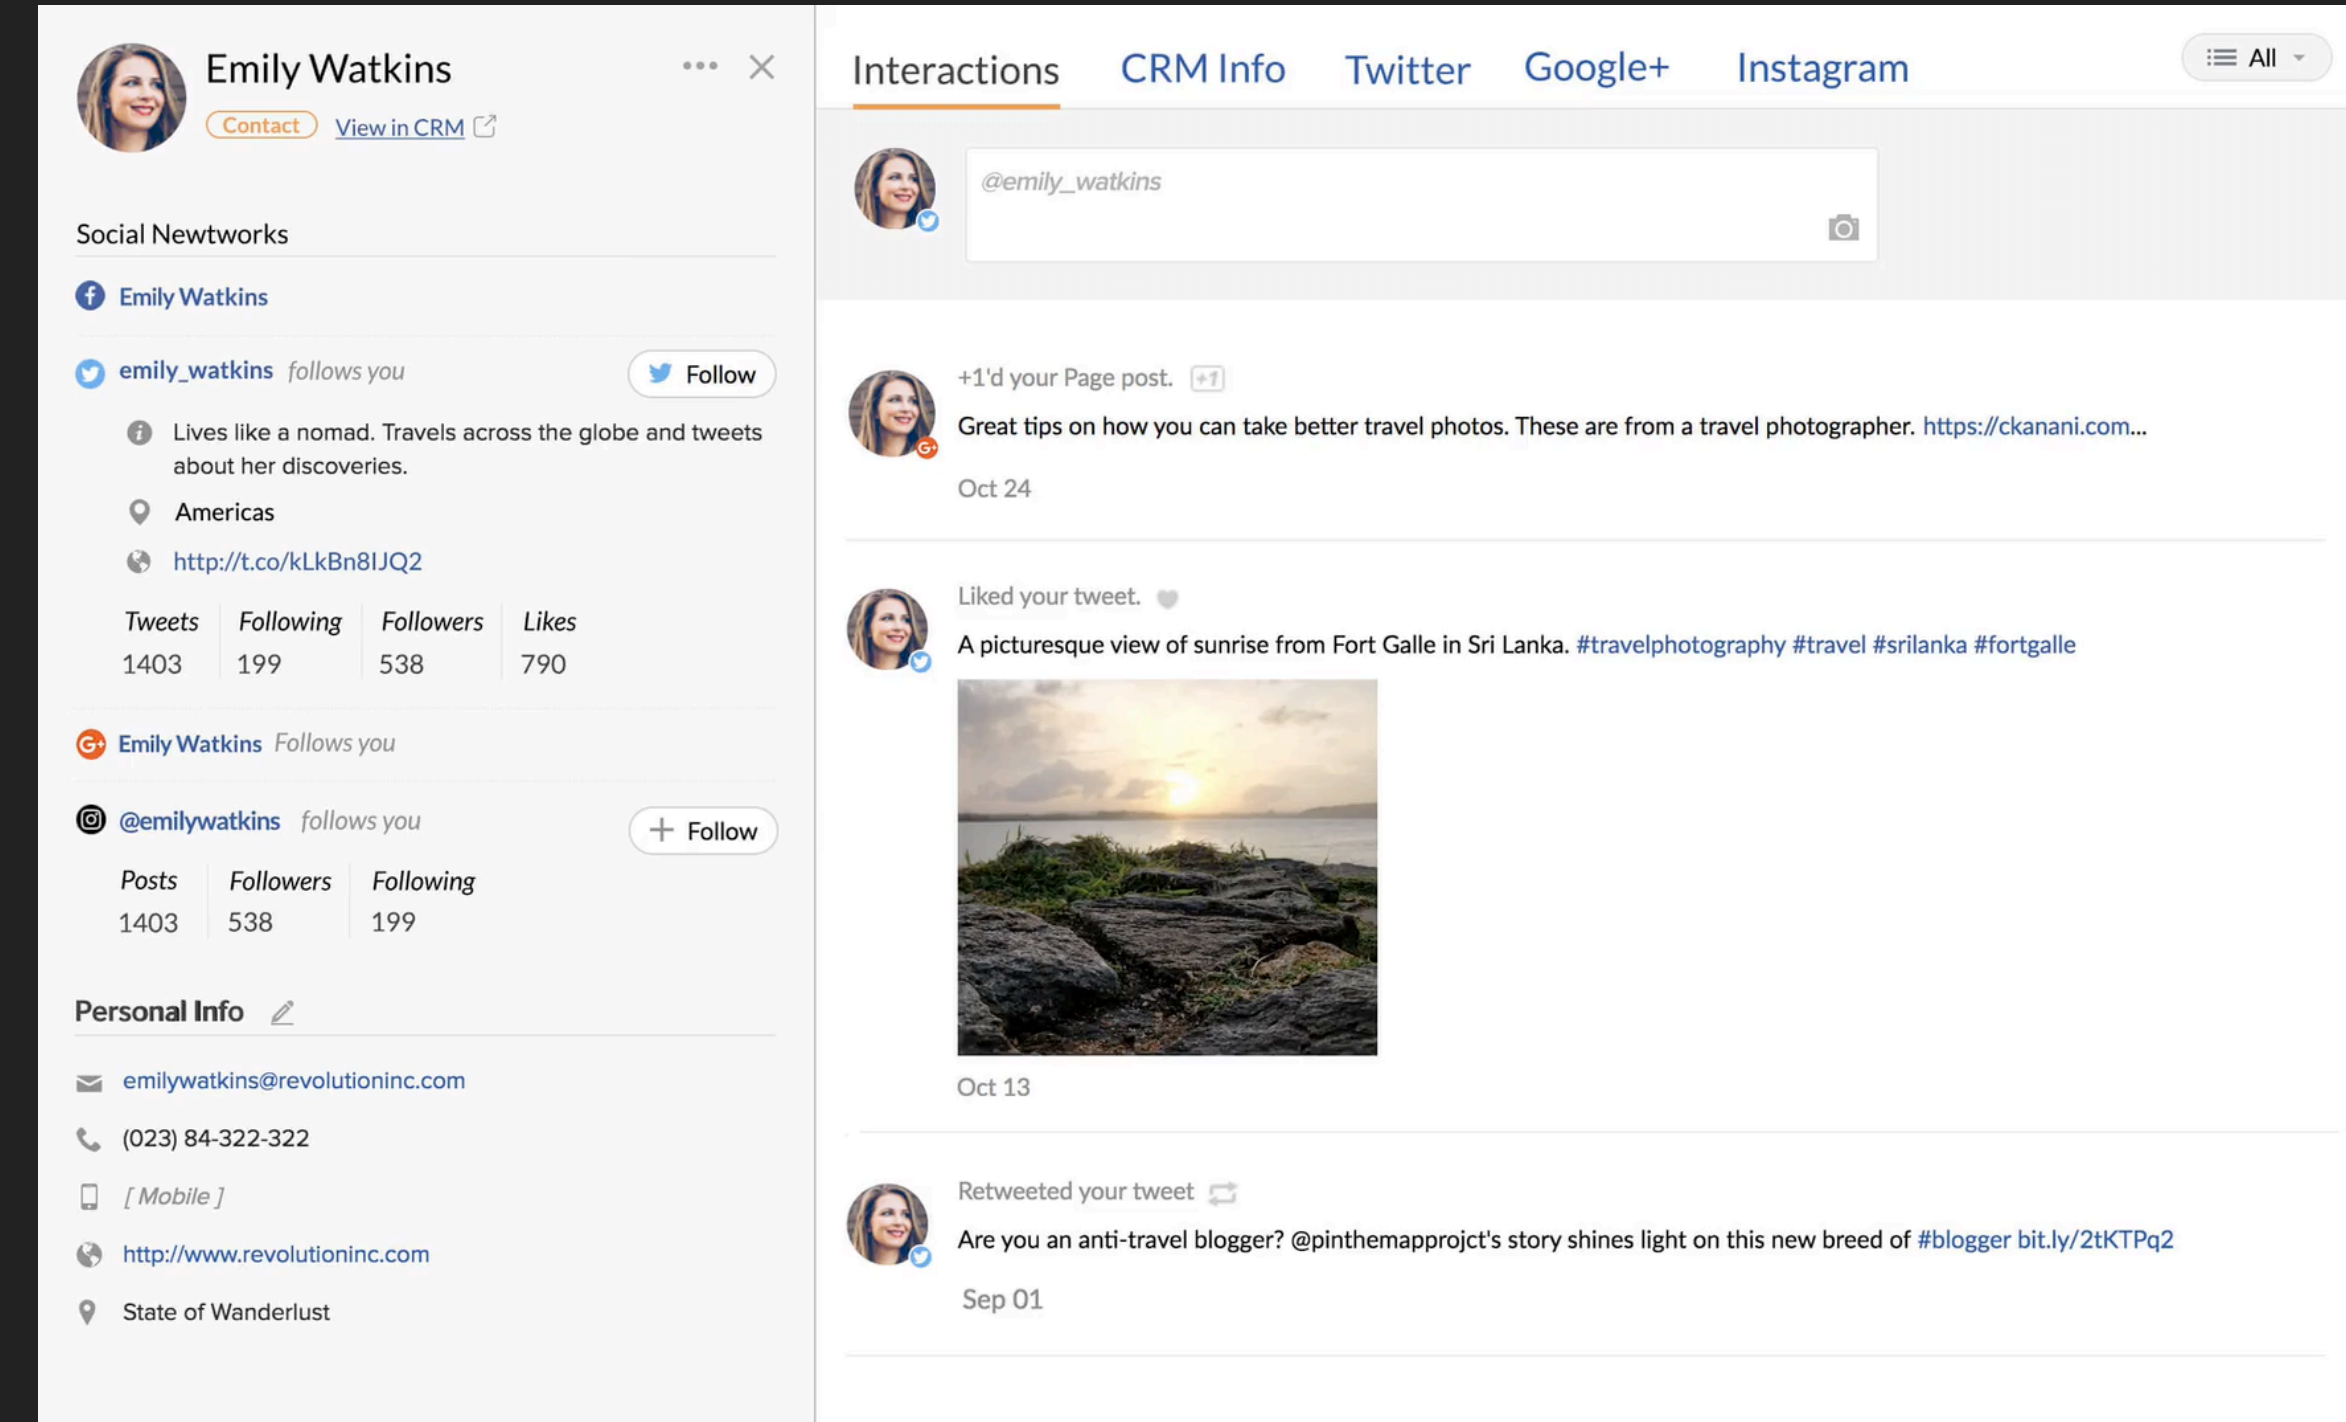 Emily Watkins
Contact View in CRM
Social Newtworks
Emily Watkins
emily_watkins follows you Follow
Lives like a nomad. Travels across the globe and tweets
about her discoveries.
Americas
http://t.co/kLkBn8IJQ2
Tweets Following Followers Likes
1403 199 538 790
G+ Emily Watkins Follows you
@emilywatkins follows you + Follow
Posts Followers Following
1403 538 199
Personal Info
emilywatkins@revolutioninc.com
(023) 84-322-322
[ Mobile ]
http://www.revolutioninc.com
State of Wanderlust
Interactions CRM Info Twitter Google+ Instagram All
@emily_watkins
+1'd your Page post. +1
Great tips on how you can take better travel photos. These are from a travel photographer. https://ckanani.com...
G+
Oct 24
Liked your tweet.
A picturesque view of sunrise from Fort Galle in Sri Lanka. #travelphotography #travel #srilanka #fortgalle
Oct 13
Retweeted your tweet
Are you an anti-travel blogger? @pinthemapprojct's story shines light on this new breed of #blogger bit.ly/2tKTPq2
Sep 01